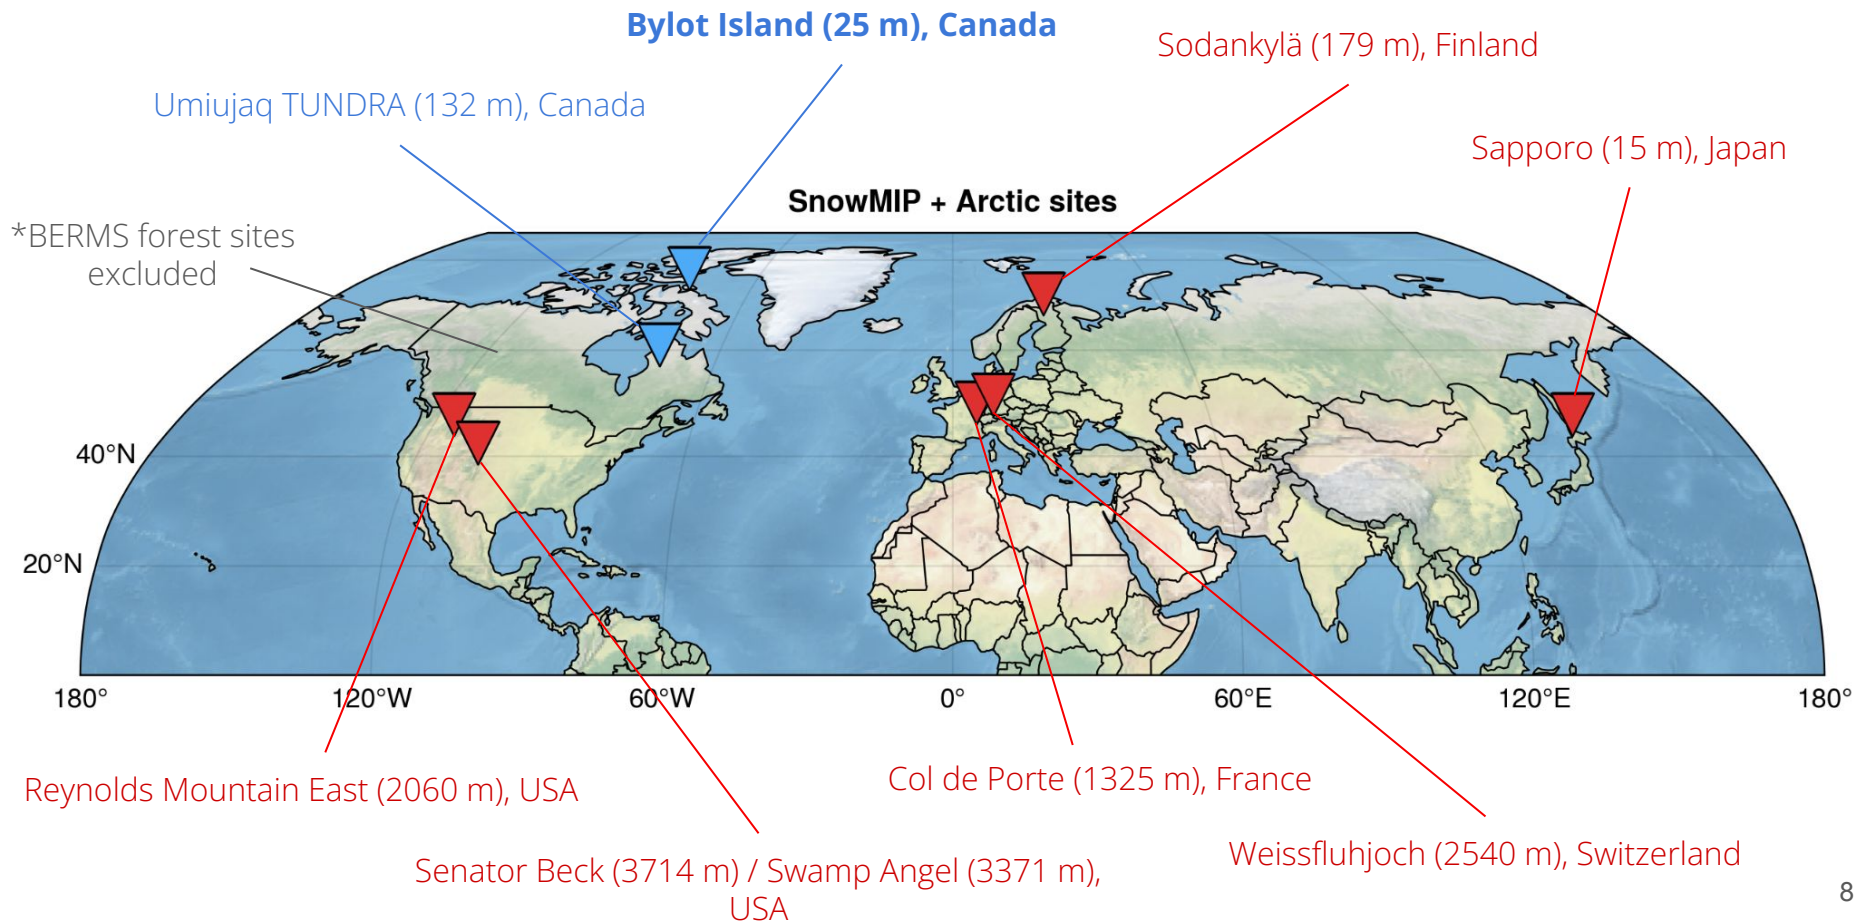 Bylot Island (25 m), Canada
Sodankylä (179 m), Finland
Umiujaq TUNDRA (132 m), Canada
Sapporo (15 m), Japan
SnowMIP + Arctic sites
*BERMS forest sites
excluded
40°N
20°N
180°
120°W
60°W
0°
60°E
120°E
180°
Reynolds Mountain East (2060 m), USA
Col de Porte (1325 m), France
Weissfluhjoch (2540 m), Switzerland
Senator Beck (3714 m) / Swamp Angel (3371 m),
USA
8